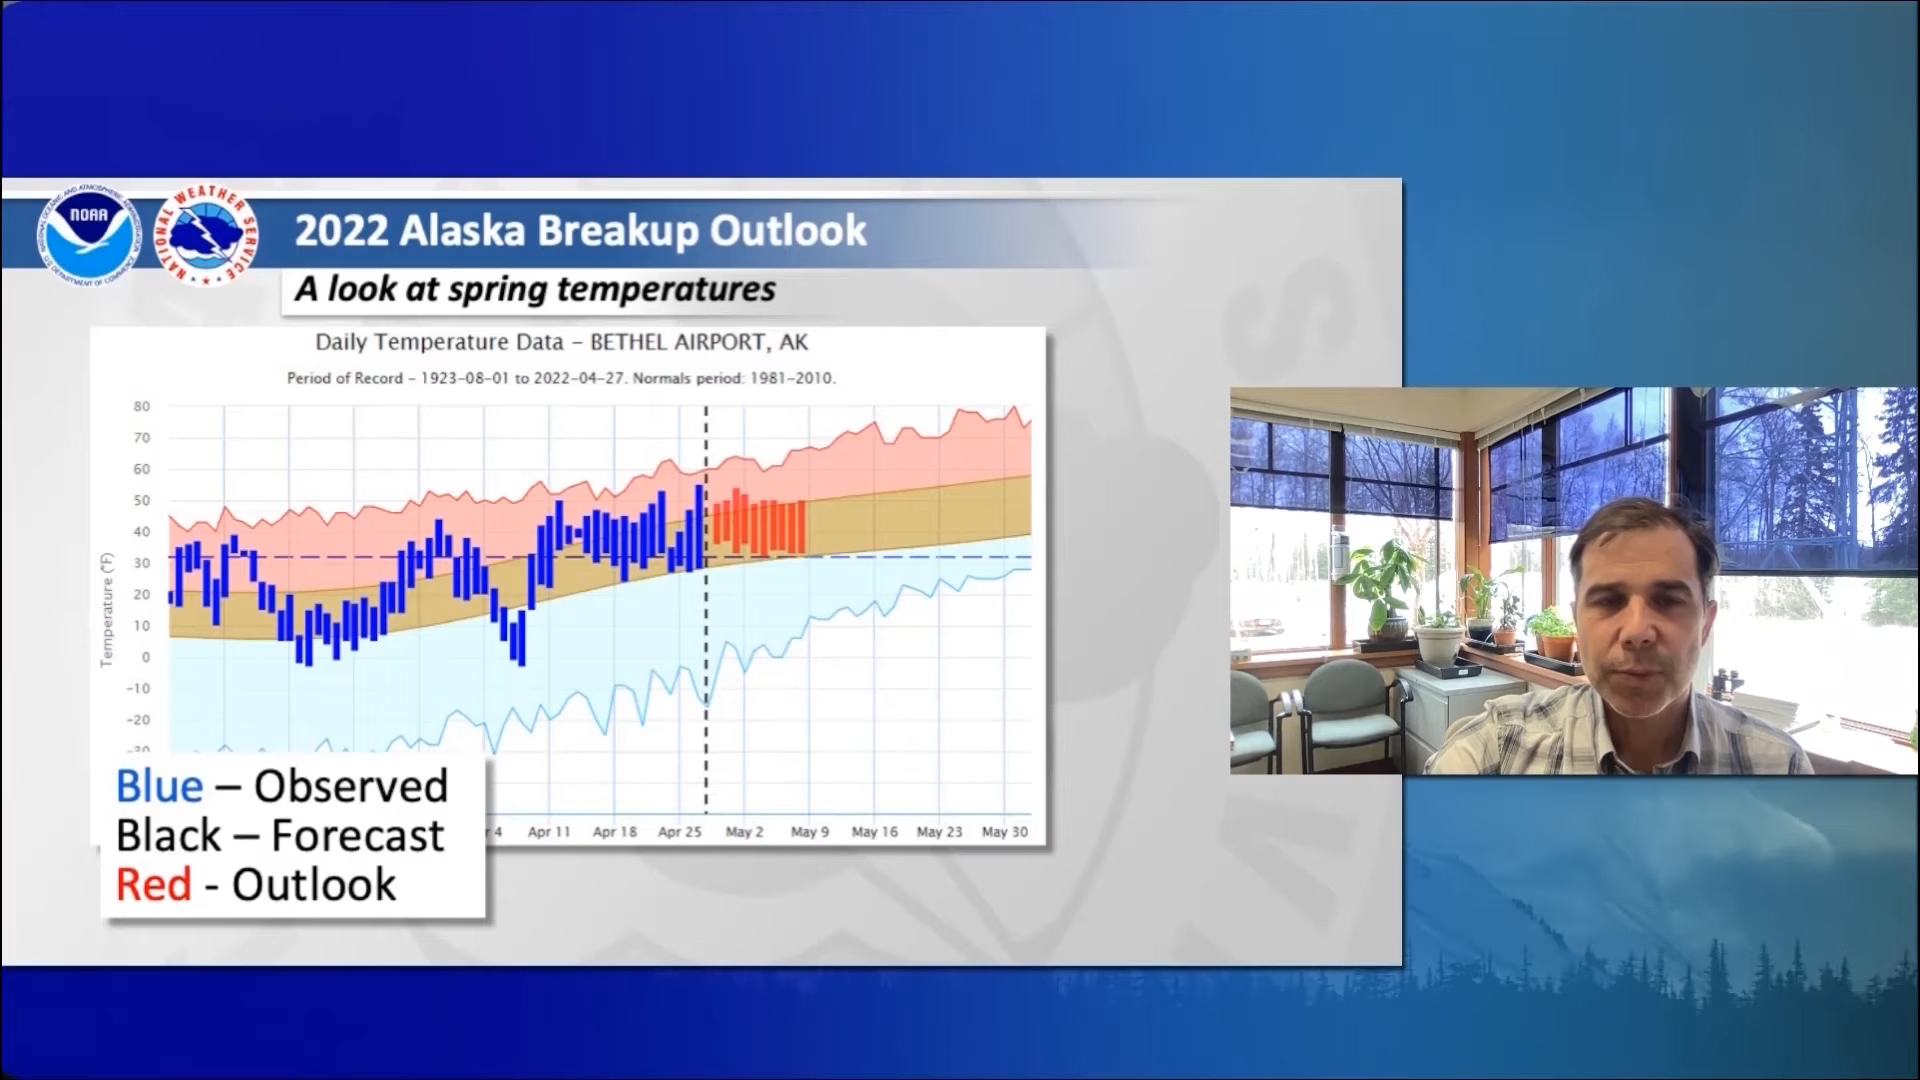 NOAA
NATIONAL WEATHER SERVICE
2022 Alaska Breakup Outlook
A look at spring temperatures
Daily Temperature Data – BETHEL AIRPORT, AK
Period of Record – 1923-08-01 to 2022-04-27. Normals period: 1981-2010.
80
70
60
50
40
30
20
10
0
-10
-20
-30
Temperature (°F)
r 4 Apr 11 Apr 18 Apr 25 May 2 May 9 May 16 May 23 May 30
Blue – Observed
Black – Forecast
Red - Outlook